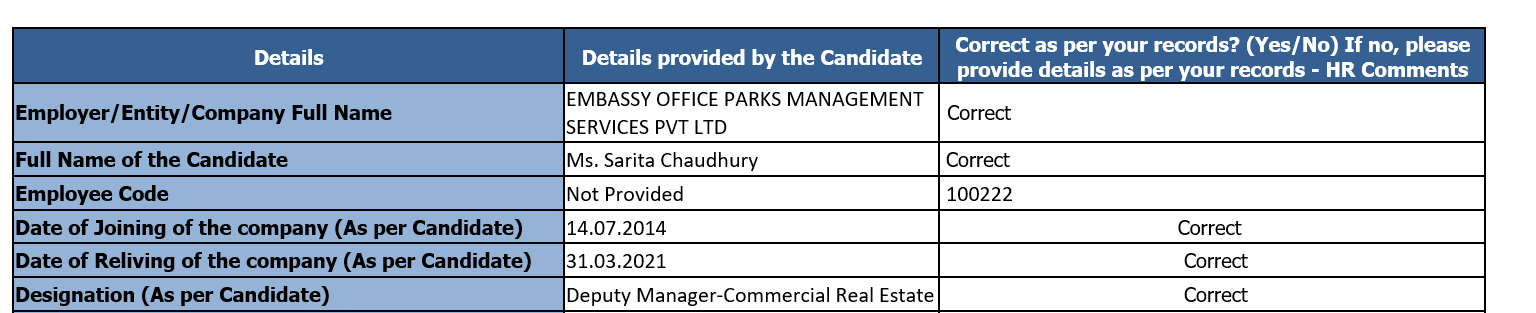 Details
Details provided by the Candidate
Correct as per your records? (Yes/No) If no, please
provide details as per your records - HR Comments
Employer/Entity/Company Full Name
EMBASSY OFFICE PARKS MANAGEMENT
SERVICES PVT LTD
Correct
Full Name of the Candidate
Ms. Sarita Chaudhury
Correct
Employee Code
Not Provided
100222
Date of Joining of the company (As per Candidate)
14.07.2014
Correct
Date of Reliving of the company (As per Candidate)
31.03.2021
Correct
Designation (As per Candidate)
Deputy Manager-Commercial Real Estate
Correct